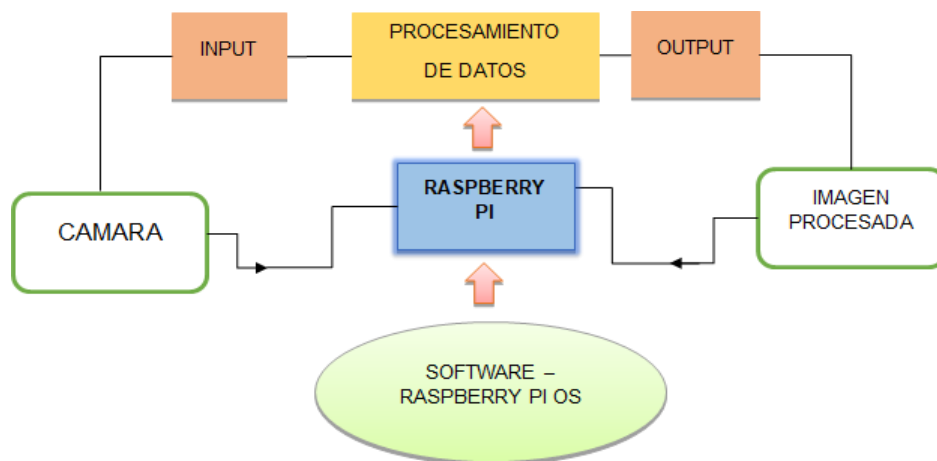 INPUT
PROCESAMIENTO
DE DATOS
OUTPUT
CAMARA
RASPBERRY
PI
IMAGEN
PROCESADA
SOFTWARE –
RASPBERRY PI OS